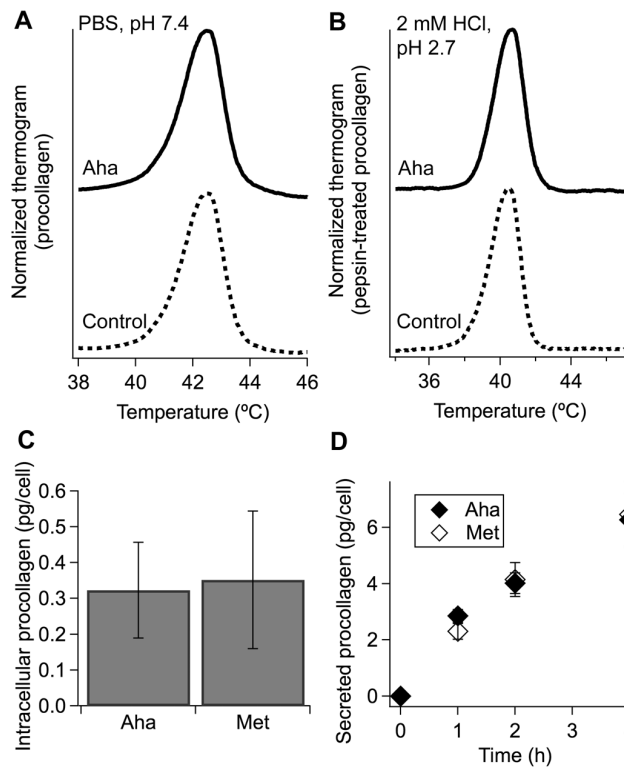 A
PBS, pH 7.4
Normalized thermogram
(procollagen)
Aha
Control
38
40
42
44
46
Temperature (ºC)
B
2 mM HCl,
pH 2.7
Normalized thermogram
(pepsin-treated procollagen)
Aha
Control
36
40
44
Temperature (ºC)
C
Intracellular procollagen (pg/cell)
0.6
0.5
0.4
0.3
0.2
0.1
0.0
Aha
Met
D
Secreted procollagen (pg/cell)
6
4
2
0
Aha
Met
0
1
2
3
Time (h)